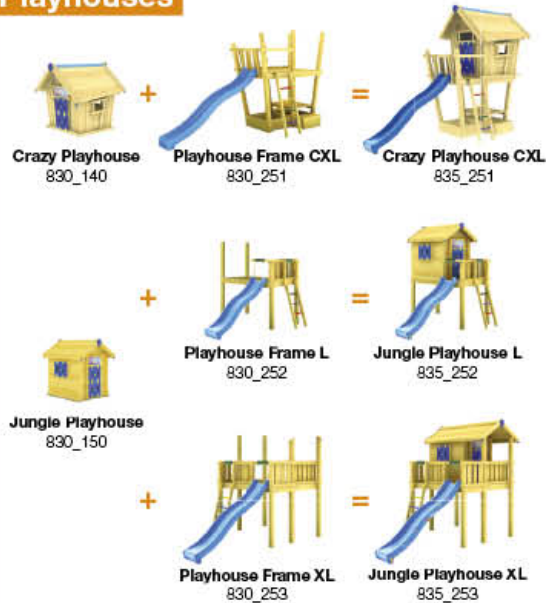 Playhouses
+
=
Crazy Playhouse
830_140
Playhouse Frame CXL
830_251
Crazy Playhouse CXL
835_251
+
=
Playhouse Frame L
830_252
Jungle Playhouse L
835_252
Jungle Playhouse
830_150
+
=
Playhouse Frame XL
830_253
Jungle Playhouse XL
835_253